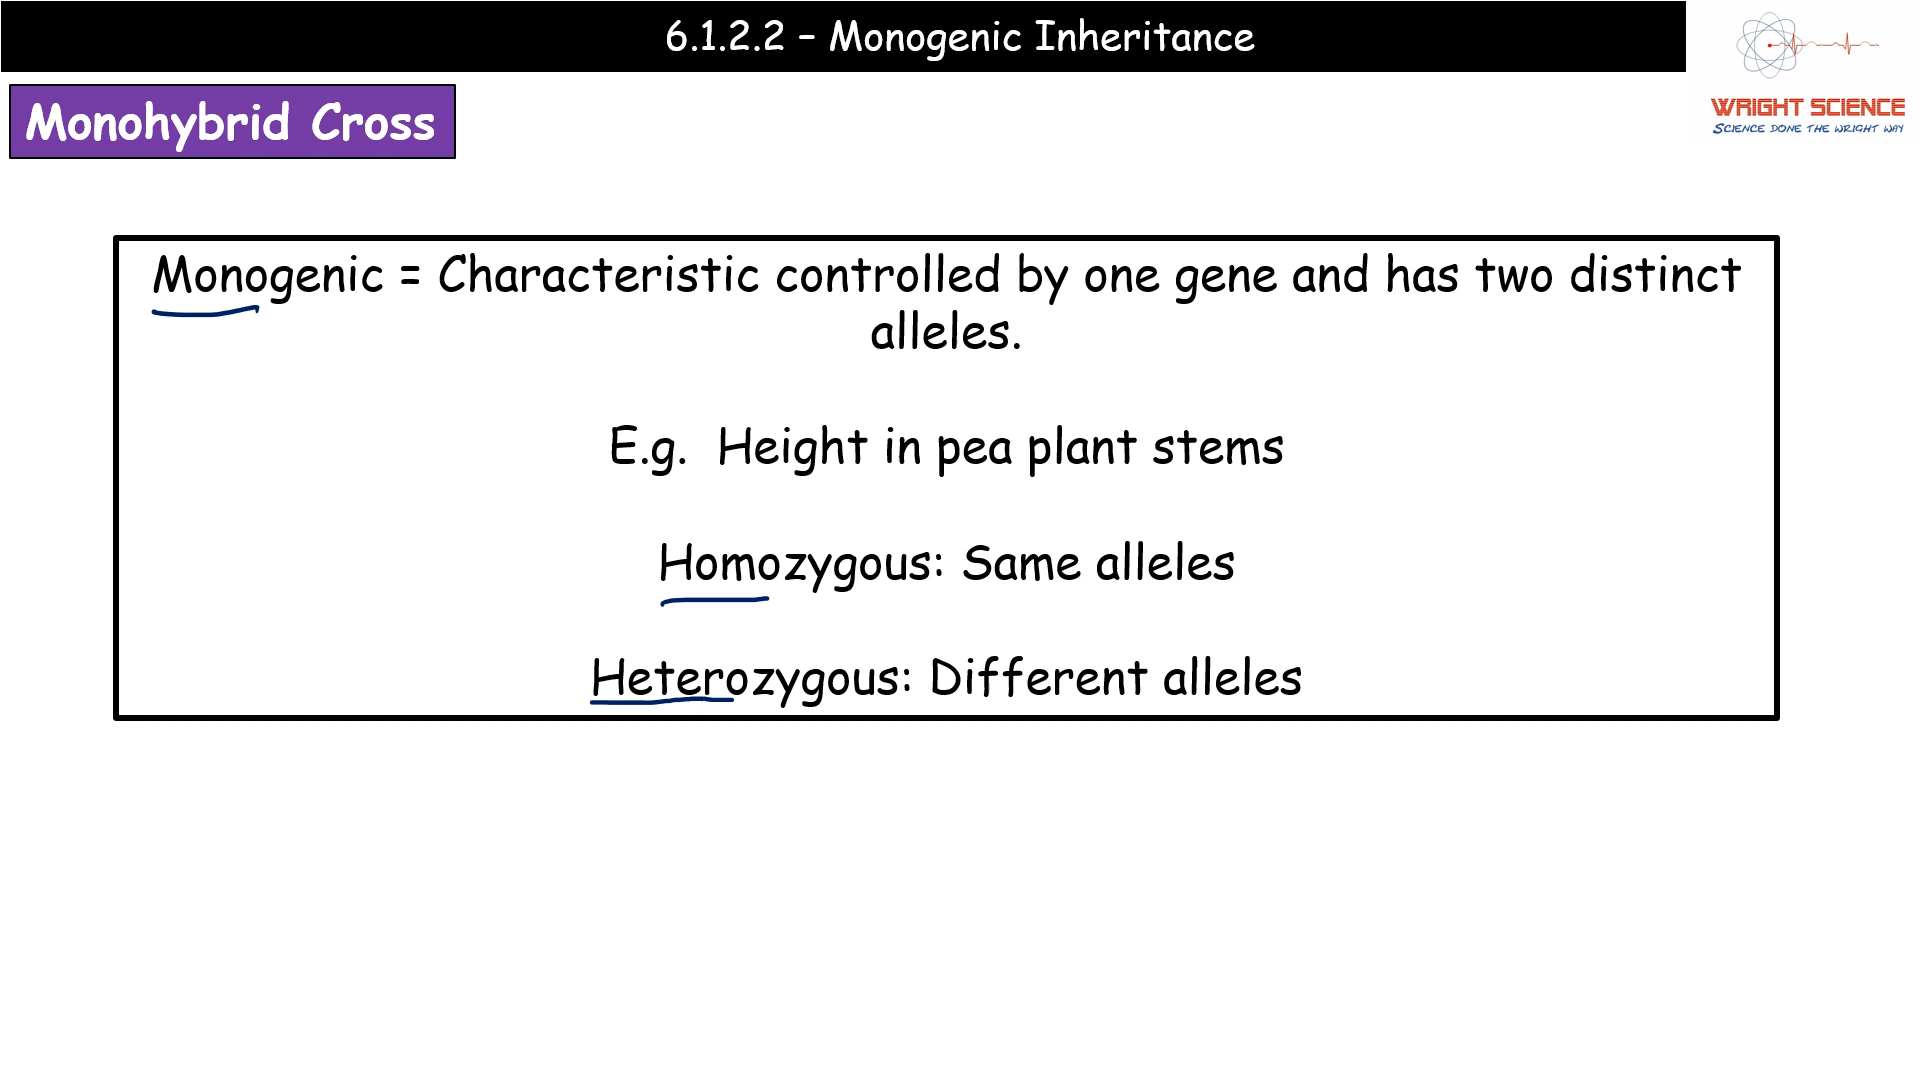 6.1.2.2 – Monogenic Inheritance
WRIGHT SCIENCE
SCIENCE DONE THE WRIGHT WAY
Monohybrid Cross
Monogenic = Characteristic controlled by one gene and has two distinct
alleles.
E.g. Height in pea plant stems
Homozygous: Same alleles
Heterozygous: Different alleles